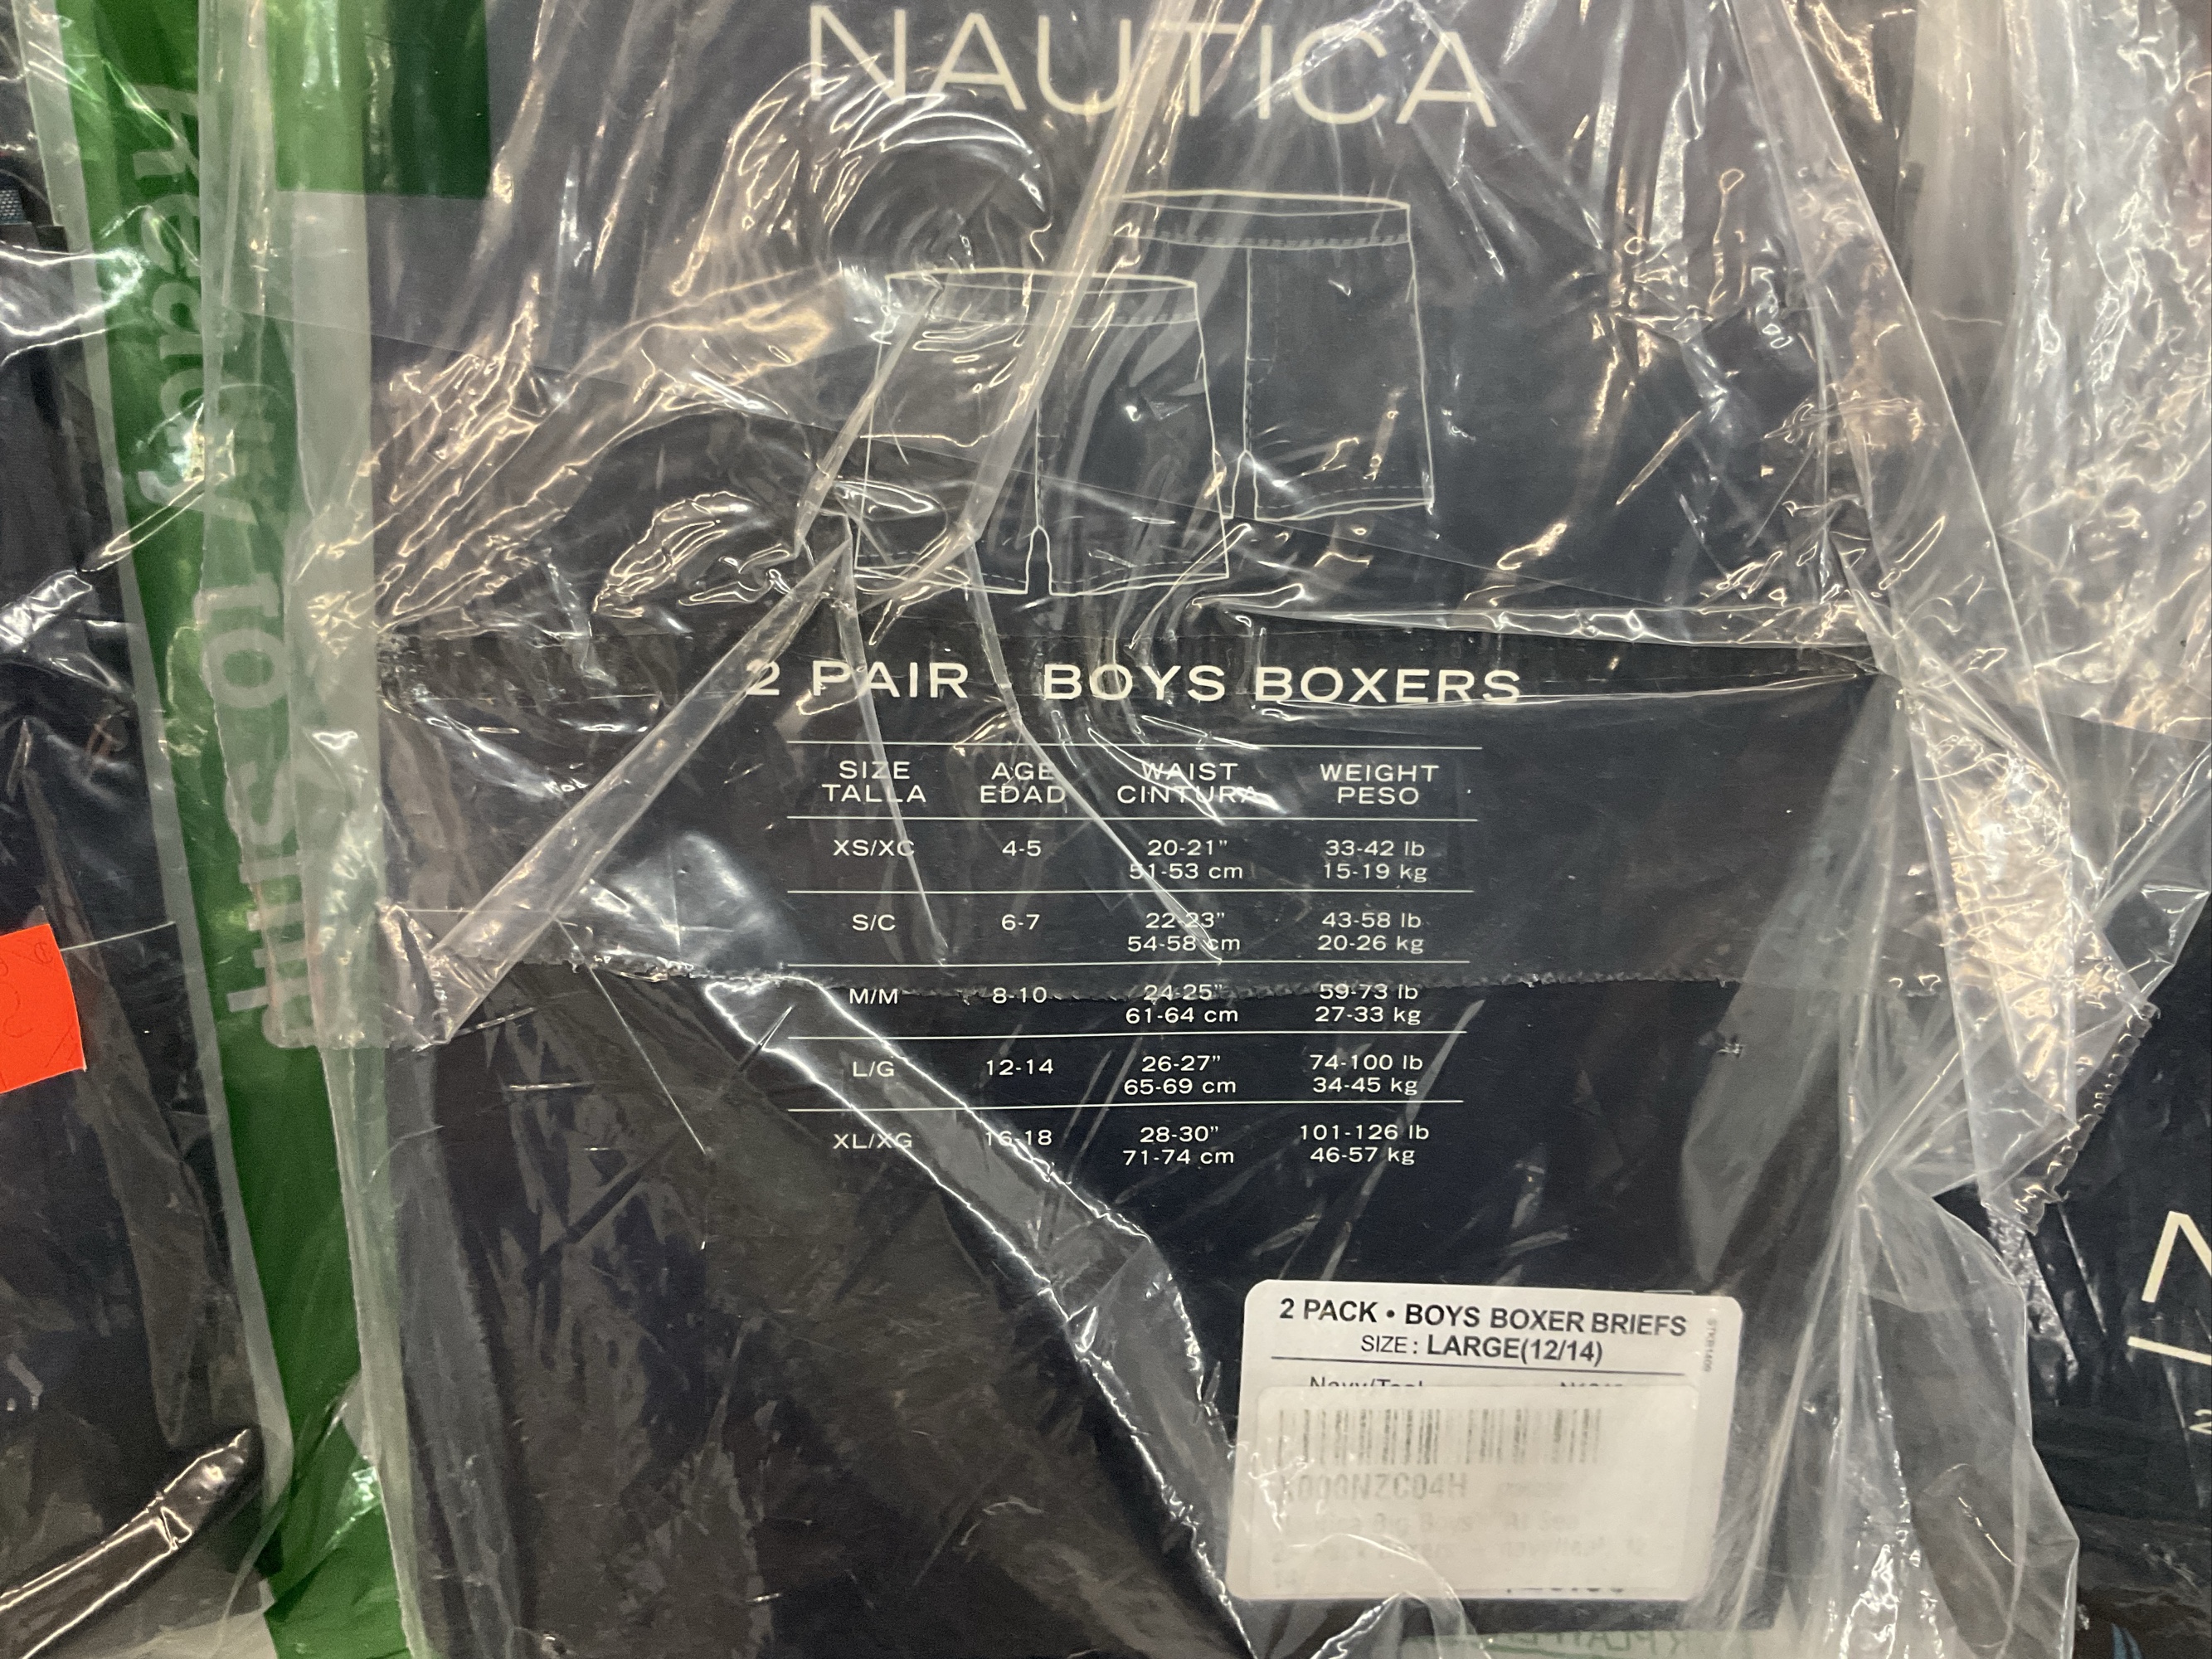 NAUTICA
Ready To Ship
2 PAIR BOYS BOXERS
SIZE AGE WAIST WEIGHT
TALLA EDAD CINTURA PESO
XS/XC 4-5 20-21" 33-42 lb
51-53 cm 15-19 kg
S/C 6-7 22-23" 43-58 lb
54-58 cm 20-26 kg
M/M 8-10 24-25" 59-73 lb
61-64 cm 27-33 kg
L/G 12-14 26-27" 74-100 lb
65-69 cm 34-45 kg
XL/XG 16-18 28-30" 101-126 lb
71-74 cm 46-57 kg
2 PACK • BOYS BOXER BRIEFS
SIZE: LARGE(12/14)
X000NZC04H